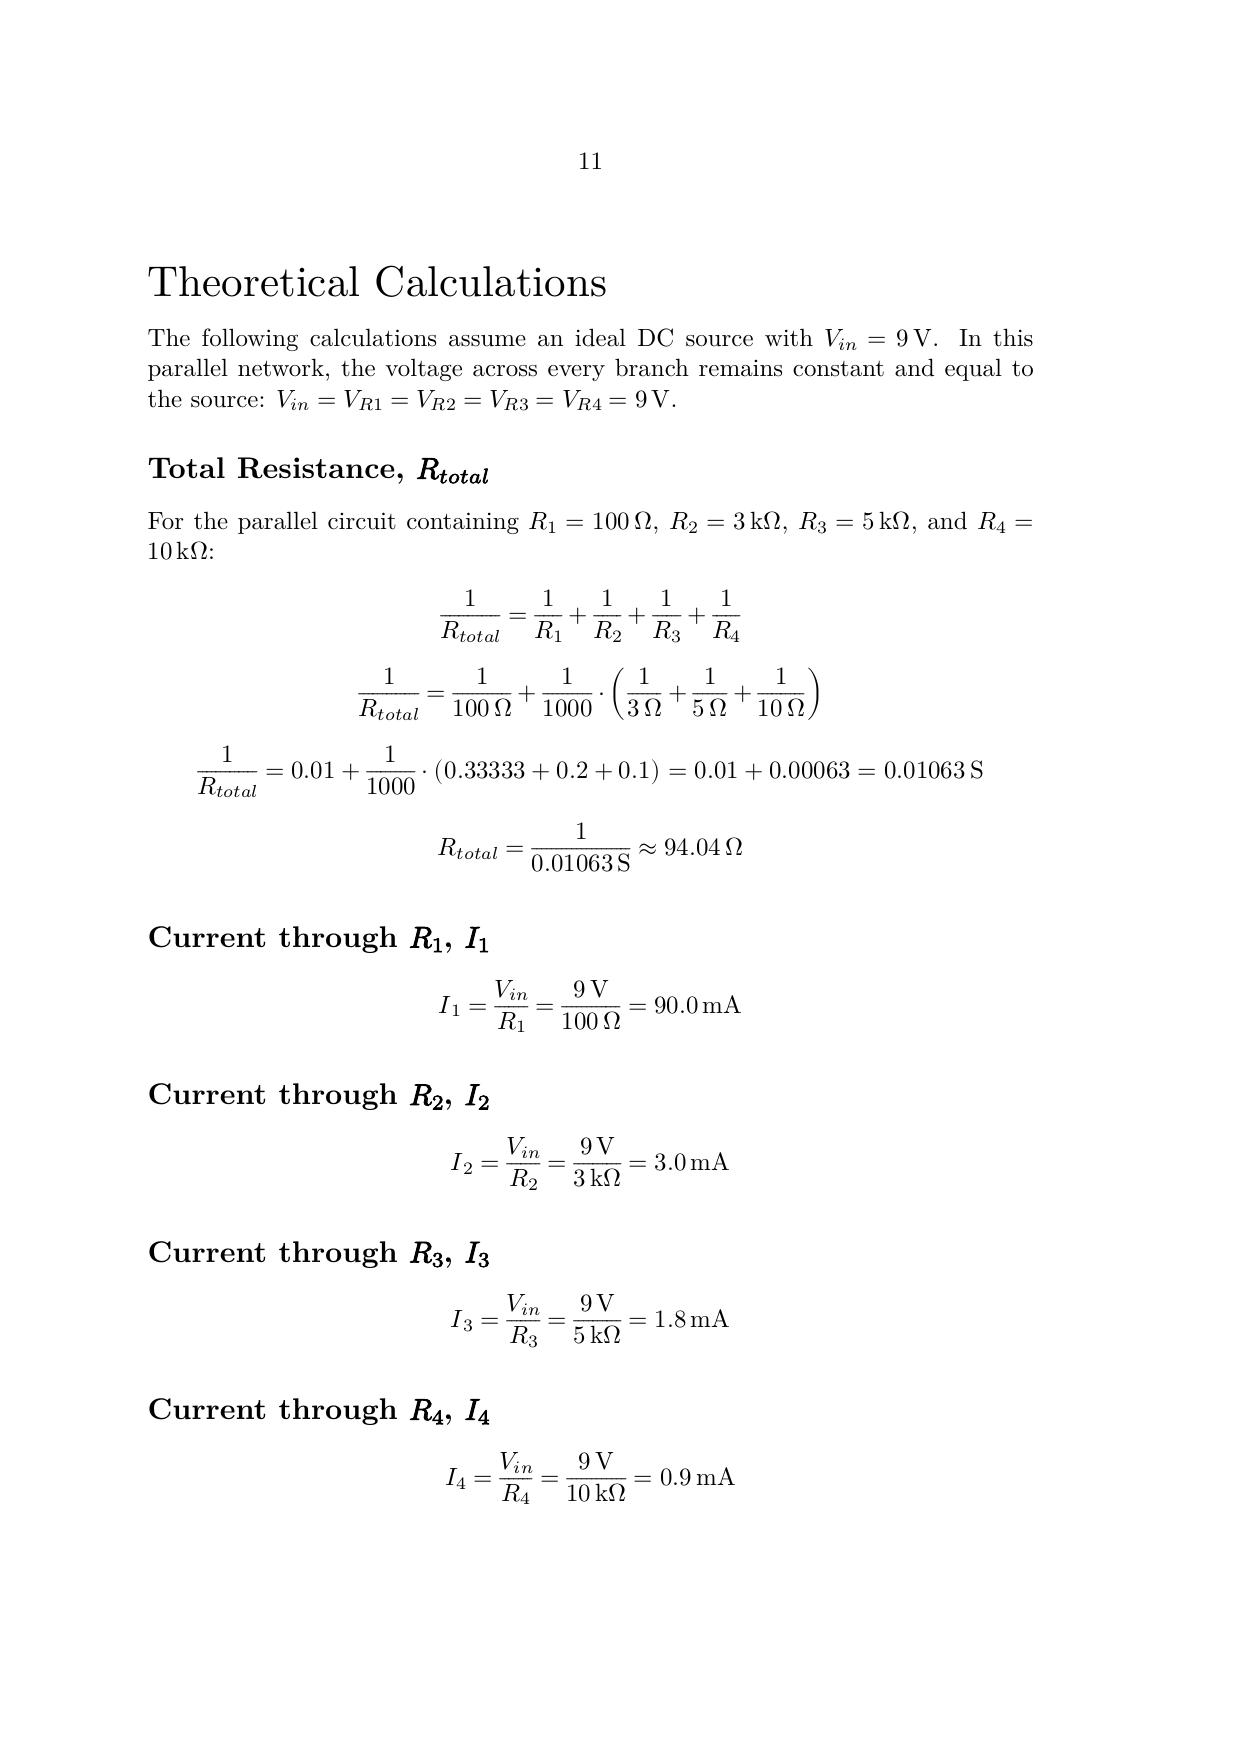 11
Theoretical Calculations
The following calculations assume an ideal DC source with V_in = 9 V. In this
parallel network, the voltage across every branch remains constant and equal to
the source: V_in = V_R1 = V_R2 = V_R3 = V_R4 = 9 V.
Total Resistance, R_total
For the parallel circuit containing R_1 = 100 Ω, R_2 = 3 kΩ, R_3 = 5 kΩ, and R_4 =
10 kΩ:
1/R_total = 1/R_1 + 1/R_2 + 1/R_3 + 1/R_4
1/R_total = 1/(100 Ω) + 1/1000 · (1/(3 Ω) + 1/(5 Ω) + 1/(10 Ω))
1/R_total = 0.01 + 1/1000 · (0.33333 + 0.2 + 0.1) = 0.01 + 0.00063 = 0.01063 S
R_total = 1/(0.01063 S) ≈ 94.04 Ω
Current through R_1, I_1
I_1 = V_in/R_1 = 9 V/(100 Ω) = 90.0 mA
Current through R_2, I_2
I_2 = V_in/R_2 = 9 V/(3 kΩ) = 3.0 mA
Current through R_3, I_3
I_3 = V_in/R_3 = 9 V/(5 kΩ) = 1.8 mA
Current through R_4, I_4
I_4 = V_in/R_4 = 9 V/(10 kΩ) = 0.9 mA